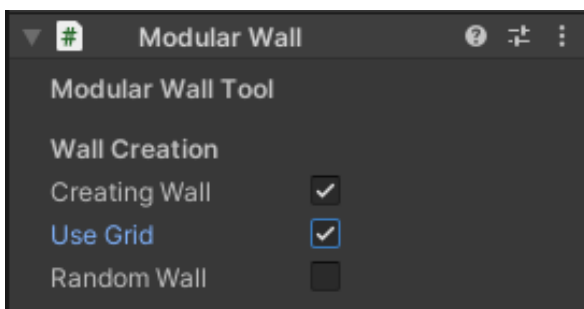 # Modular Wall
Modular Wall Tool
Wall Creation
Creating Wall
Use Grid
Random Wall